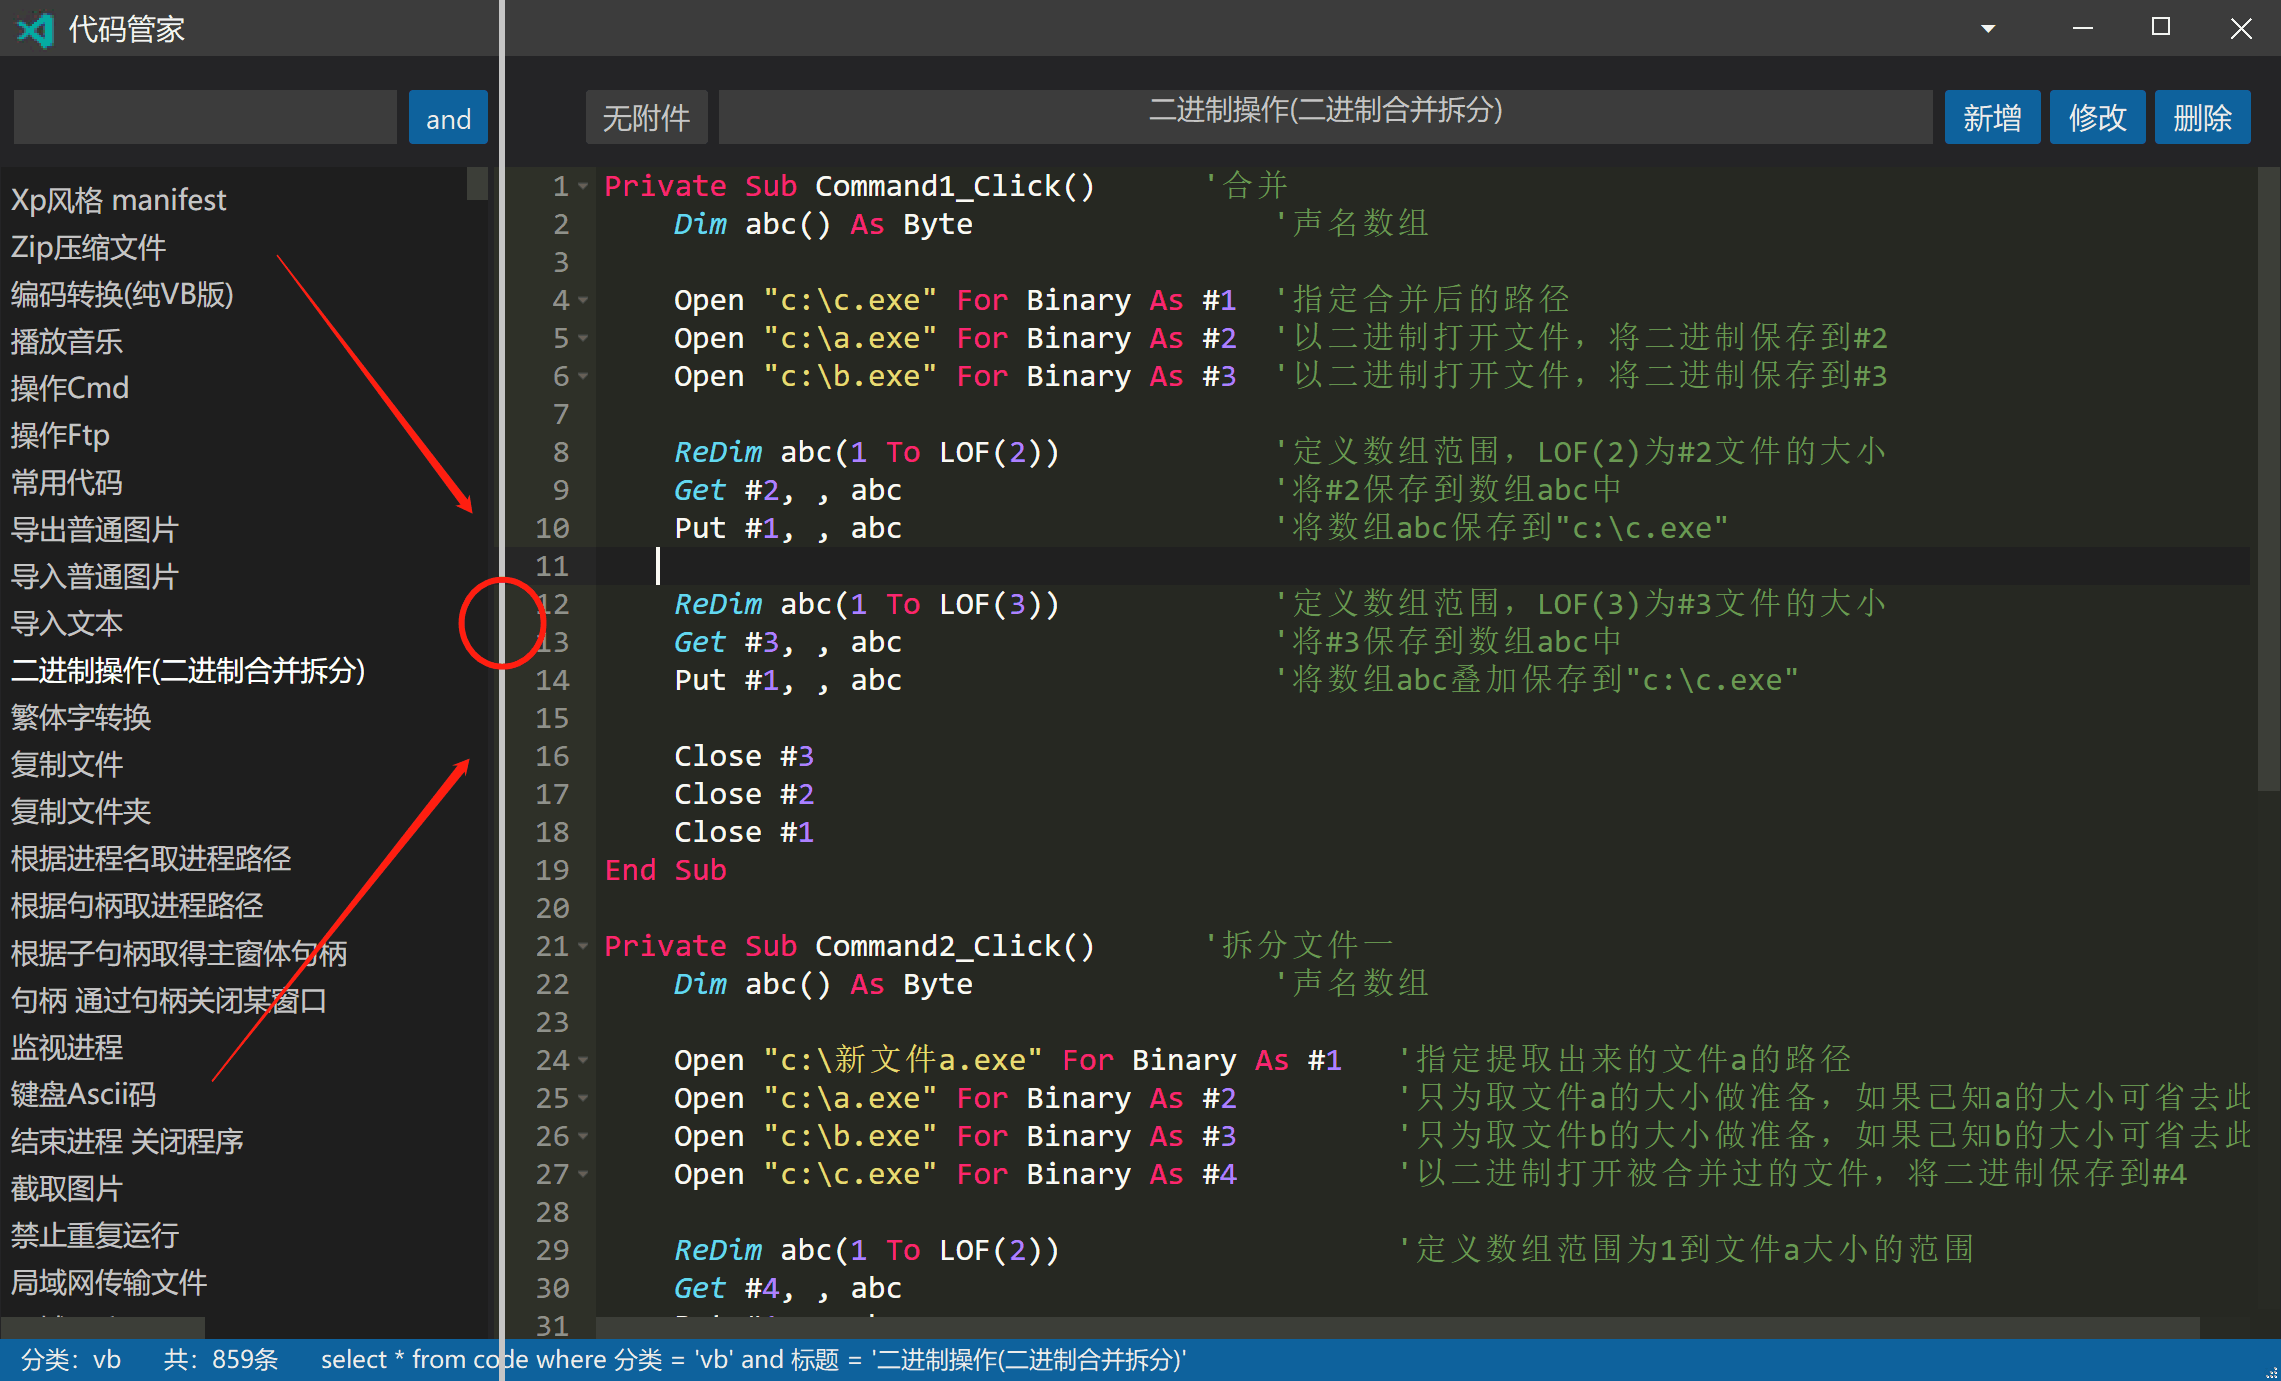 代码管家
and
无附件
二进制操作(二进制合并拆分)
新增
修改
删除
Xp风格 manifest
Zip压缩文件
编码转换(纯VB版)
播放音乐
操作Cmd
操作Ftp
常用代码
导出普通图片
导入普通图片
导入文本
二进制操作(二进制合并拆分)
繁体字转换
复制文件
复制文件夹
根据进程名取进程路径
根据句柄取进程路径
根据子句柄取得主窗体句柄
句柄 通过句柄关闭某窗口
监视进程
键盘Ascii码
结束进程 关闭程序
截取图片
禁止重复运行
局域网传输文件
1 Private Sub Command1_Click() '合并
2 Dim abc() As Byte '声名数组
3
4 Open "c:\c.exe" For Binary As #1 '指定合并后的路径
5 Open "c:\a.exe" For Binary As #2 '以二进制打开文件，将二进制保存到#2
6 Open "c:\b.exe" For Binary As #3 '以二进制打开文件，将二进制保存到#3
7
8 ReDim abc(1 To LOF(2)) '定义数组范围，LOF(2)为#2文件的大小
9 Get #2, , abc '将#2保存到数组abc中
10 Put #1, , abc '将数组abc保存到"c:\c.exe"
11
12 ReDim abc(1 To LOF(3)) '定义数组范围，LOF(3)为#3文件的大小
13 Get #3, , abc '将#3保存到数组abc中
14 Put #1, , abc '将数组abc叠加保存到"c:\c.exe"
15
16 Close #3
17 Close #2
18 Close #1
19 End Sub
20
21 Private Sub Command2_Click() '拆分文件一
22 Dim abc() As Byte '声名数组
23
24 Open "c:\新文件a.exe" For Binary As #1 '指定提取出来的文件a的路径
25 Open "c:\a.exe" For Binary As #2 '只为取文件a的大小做准备，如果己知a的大小可省去此
26 Open "c:\b.exe" For Binary As #3 '只为取文件b的大小做准备，如果己知b的大小可省去此
27 Open "c:\c.exe" For Binary As #4 '以二进制打开被合并过的文件，将二进制保存到#4
28
29 ReDim abc(1 To LOF(2)) '定义数组范围为1到文件a大小的范围
30 Get #4, , abc
31
分类：vb 共：859条 select * from code where 分类 = 'vb' and 标题 = '二进制操作(二进制合并拆分)'